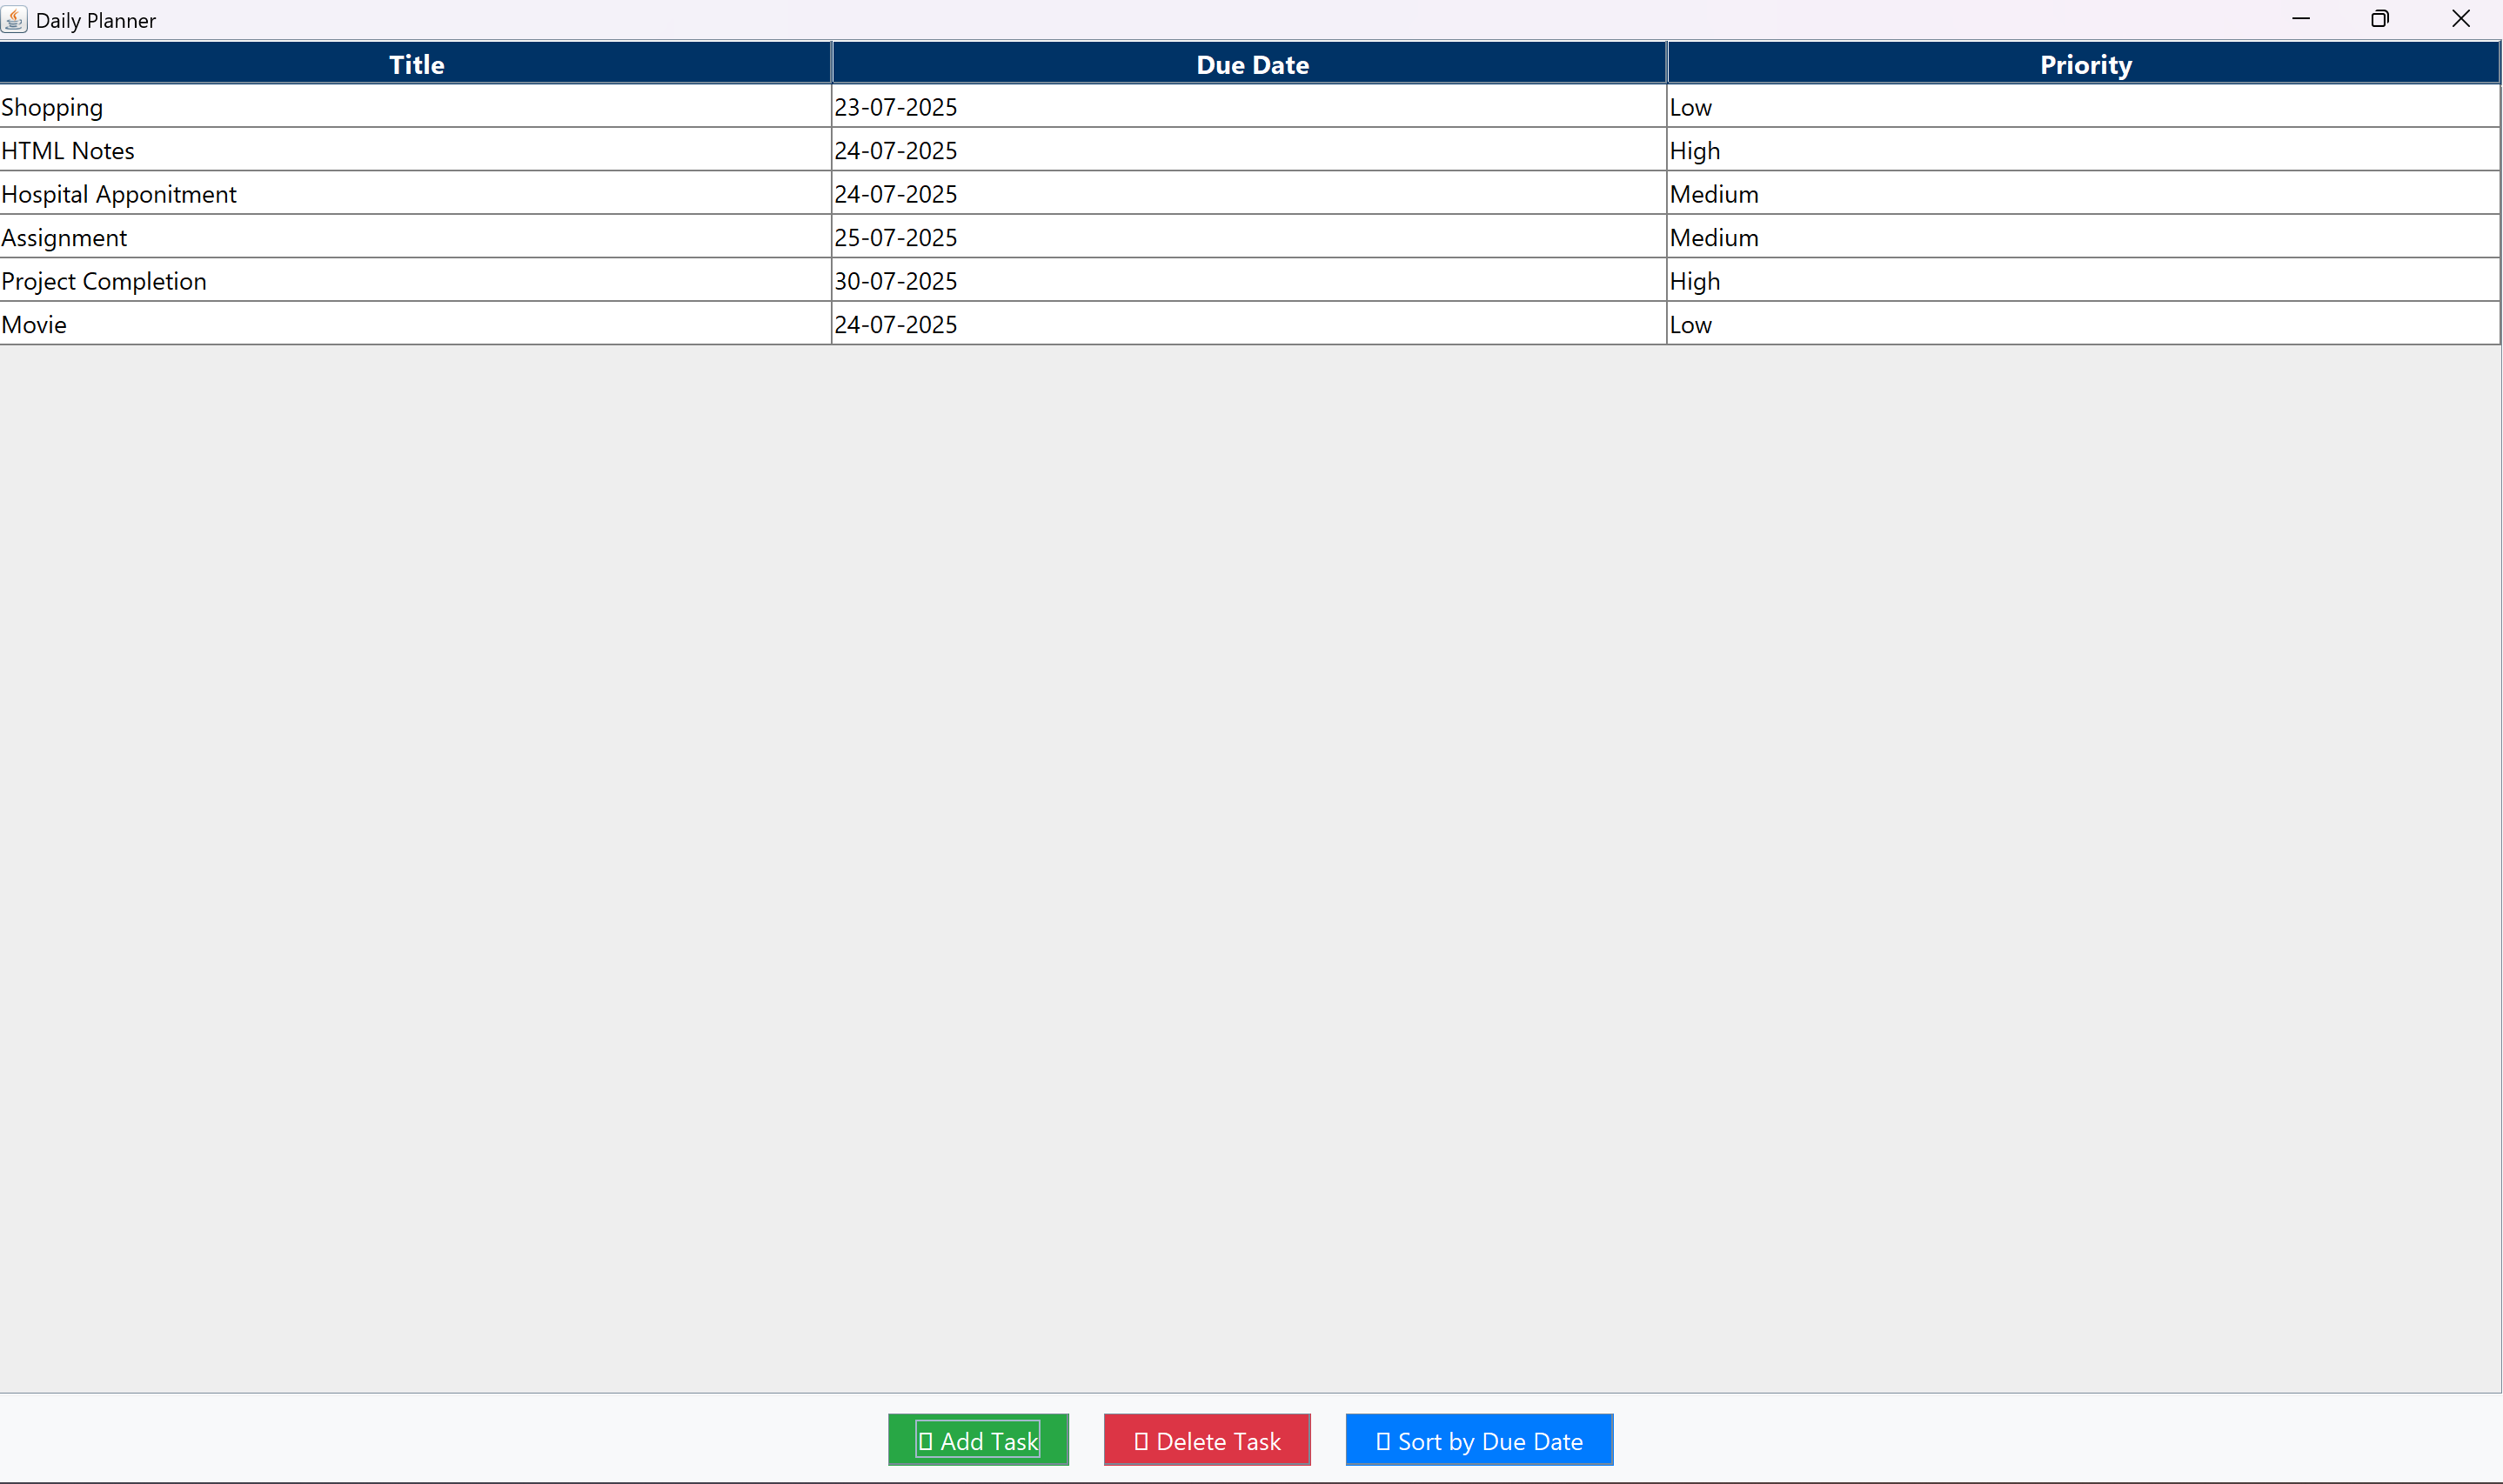 Daily Planner
Title Due Date Priority
Shopping 23-07-2025 Low
HTML Notes 24-07-2025 High
Hospital Apponitment 24-07-2025 Medium
Assignment 25-07-2025 Medium
Project Completion 30-07-2025 High
Movie 24-07-2025 Low
Add Task Delete Task Sort by Due Date